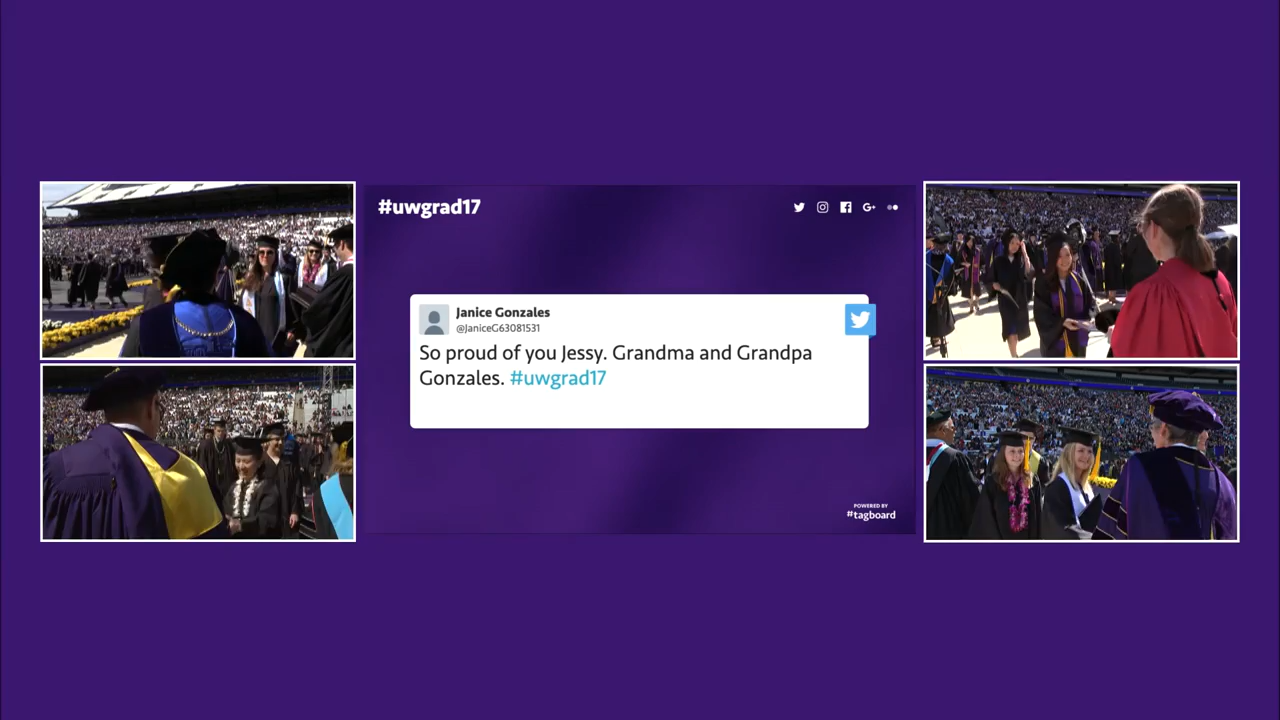 #uwgrad17
Janice Gonzales
@JaniceG63081531
So proud of you Jessy. Grandma and Grandpa
Gonzales. #uwgrad17
POWERED BY
#tagboard